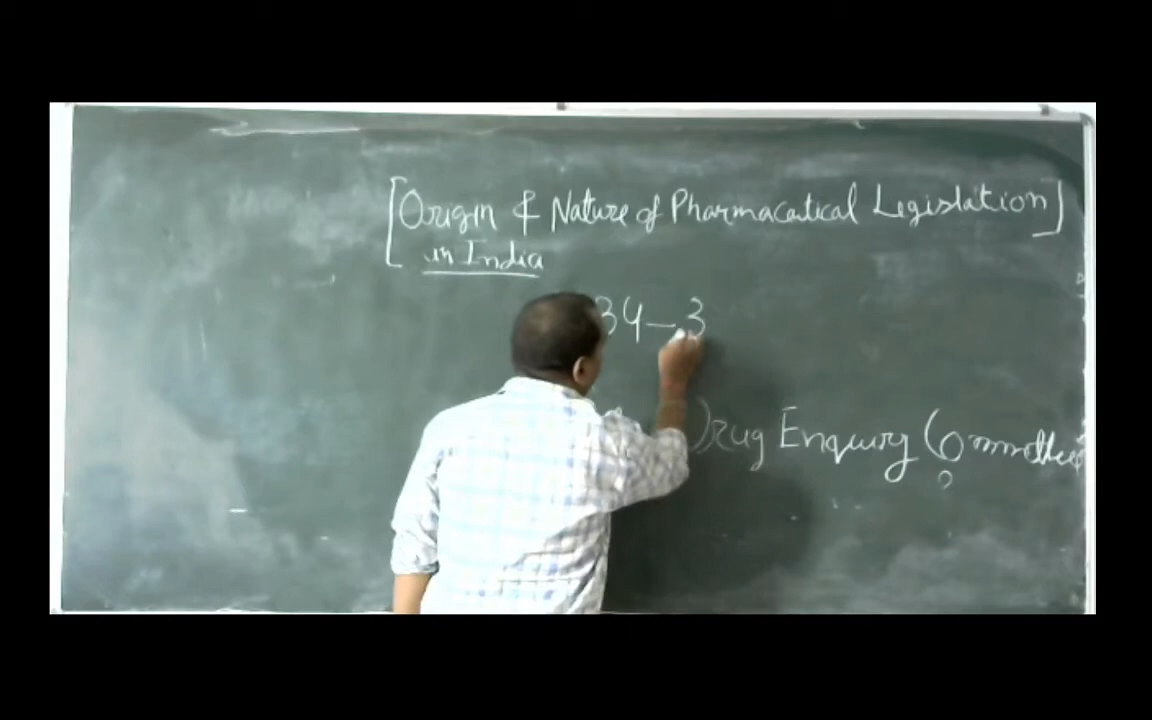 [Origin & Nature of Pharmacatical Legislation]
in India
34-3
Drug Enquiry Committee
?